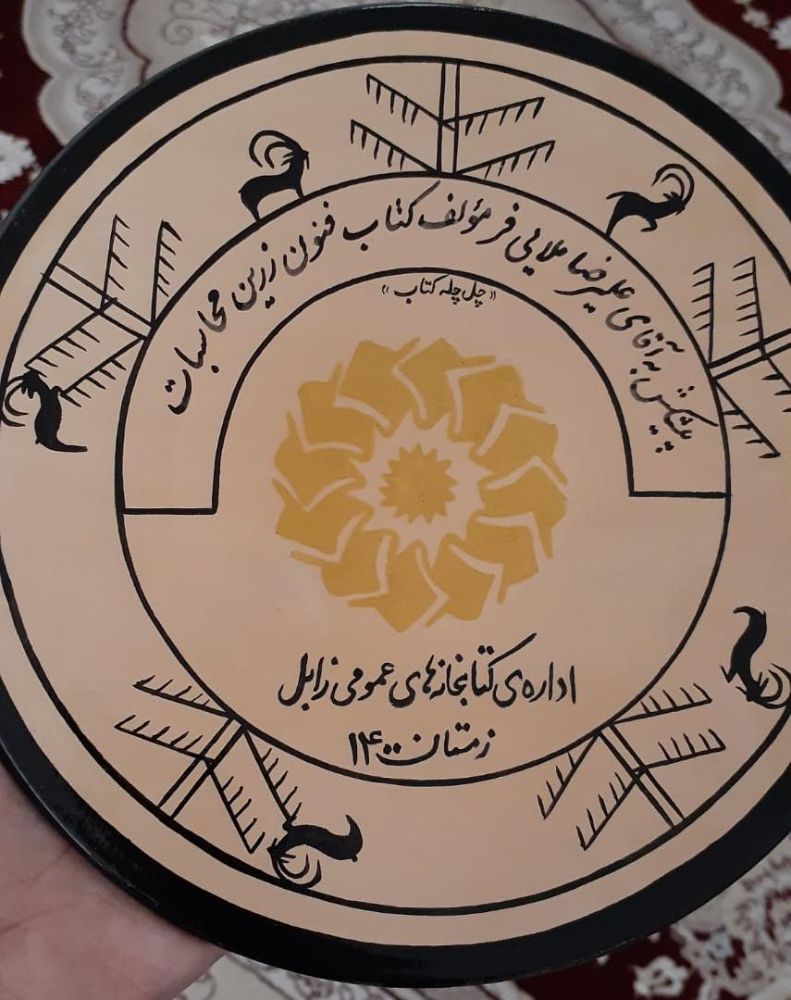 پیشکش به آقای علیرضا ملایی فر مؤلف کتاب فنون زرین محاسبات
«چل چله کتاب»
اداره‌ی کتابخانه‌های عمومی زابل
زمستان ۱۴۰۰